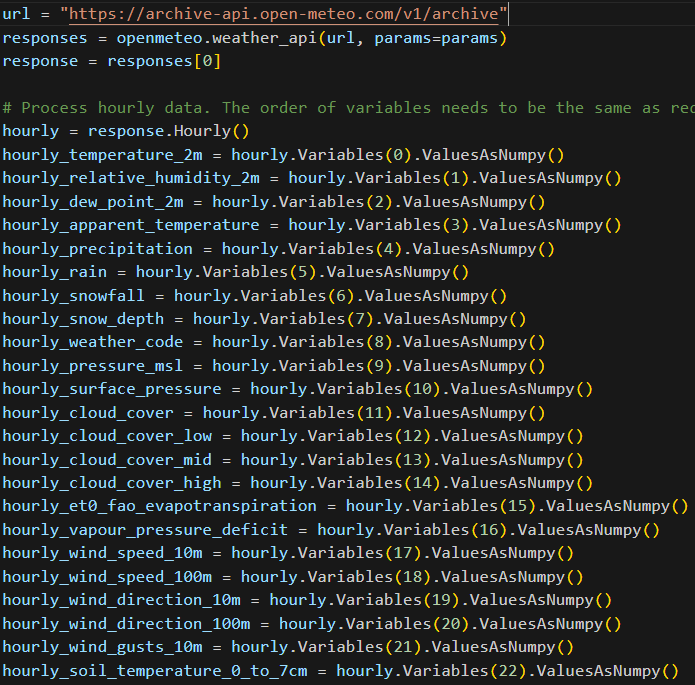 url = "https://archive-api.open-meteo.com/v1/archive"
responses = openmeteo.weather_api(url, params=params)
response = responses[0]
# Process hourly data. The order of variables needs to be the same as
hourly = response.Hourly()
hourly_temperature_2m = hourly.Variables(0).ValuesAsNumpy()
hourly_relative_humidity_2m = hourly.Variables(1).ValuesAsNumpy()
hourly_dew_point_2m = hourly.Variables(2).ValuesAsNumpy()
hourly_apparent_temperature = hourly.Variables(3).ValuesAsNumpy()
hourly_precipitation = hourly.Variables(4).ValuesAsNumpy()
hourly_rain = hourly.Variables(5).ValuesAsNumpy()
hourly_snowfall = hourly.Variables(6).ValuesAsNumpy()
hourly_snow_depth = hourly.Variables(7).ValuesAsNumpy()
hourly_weather_code = hourly.Variables(8).ValuesAsNumpy()
hourly_pressure_msl = hourly.Variables(9).ValuesAsNumpy()
hourly_surface_pressure = hourly.Variables(10).ValuesAsNumpy()
hourly_cloud_cover = hourly.Variables(11).ValuesAsNumpy()
hourly_cloud_cover_low = hourly.Variables(12).ValuesAsNumpy()
hourly_cloud_cover_mid = hourly.Variables(13).ValuesAsNumpy()
hourly_cloud_cover_high = hourly.Variables(14).ValuesAsNumpy()
hourly_et0_fao_evapotranspiration = hourly.Variables(15).ValuesAsNumpy()
hourly_vapour_pressure_deficit = hourly.Variables(16).ValuesAsNumpy()
hourly_wind_speed_10m = hourly.Variables(17).ValuesAsNumpy()
hourly_wind_speed_100m = hourly.Variables(18).ValuesAsNumpy()
hourly_wind_direction_10m = hourly.Variables(19).ValuesAsNumpy()
hourly_wind_direction_100m = hourly.Variables(20).ValuesAsNumpy()
hourly_wind_gusts_10m = hourly.Variables(21).ValuesAsNumpy()
hourly_soil_temperature_0_to_7cm = hourly.Variables(22).ValuesAsNumpy()